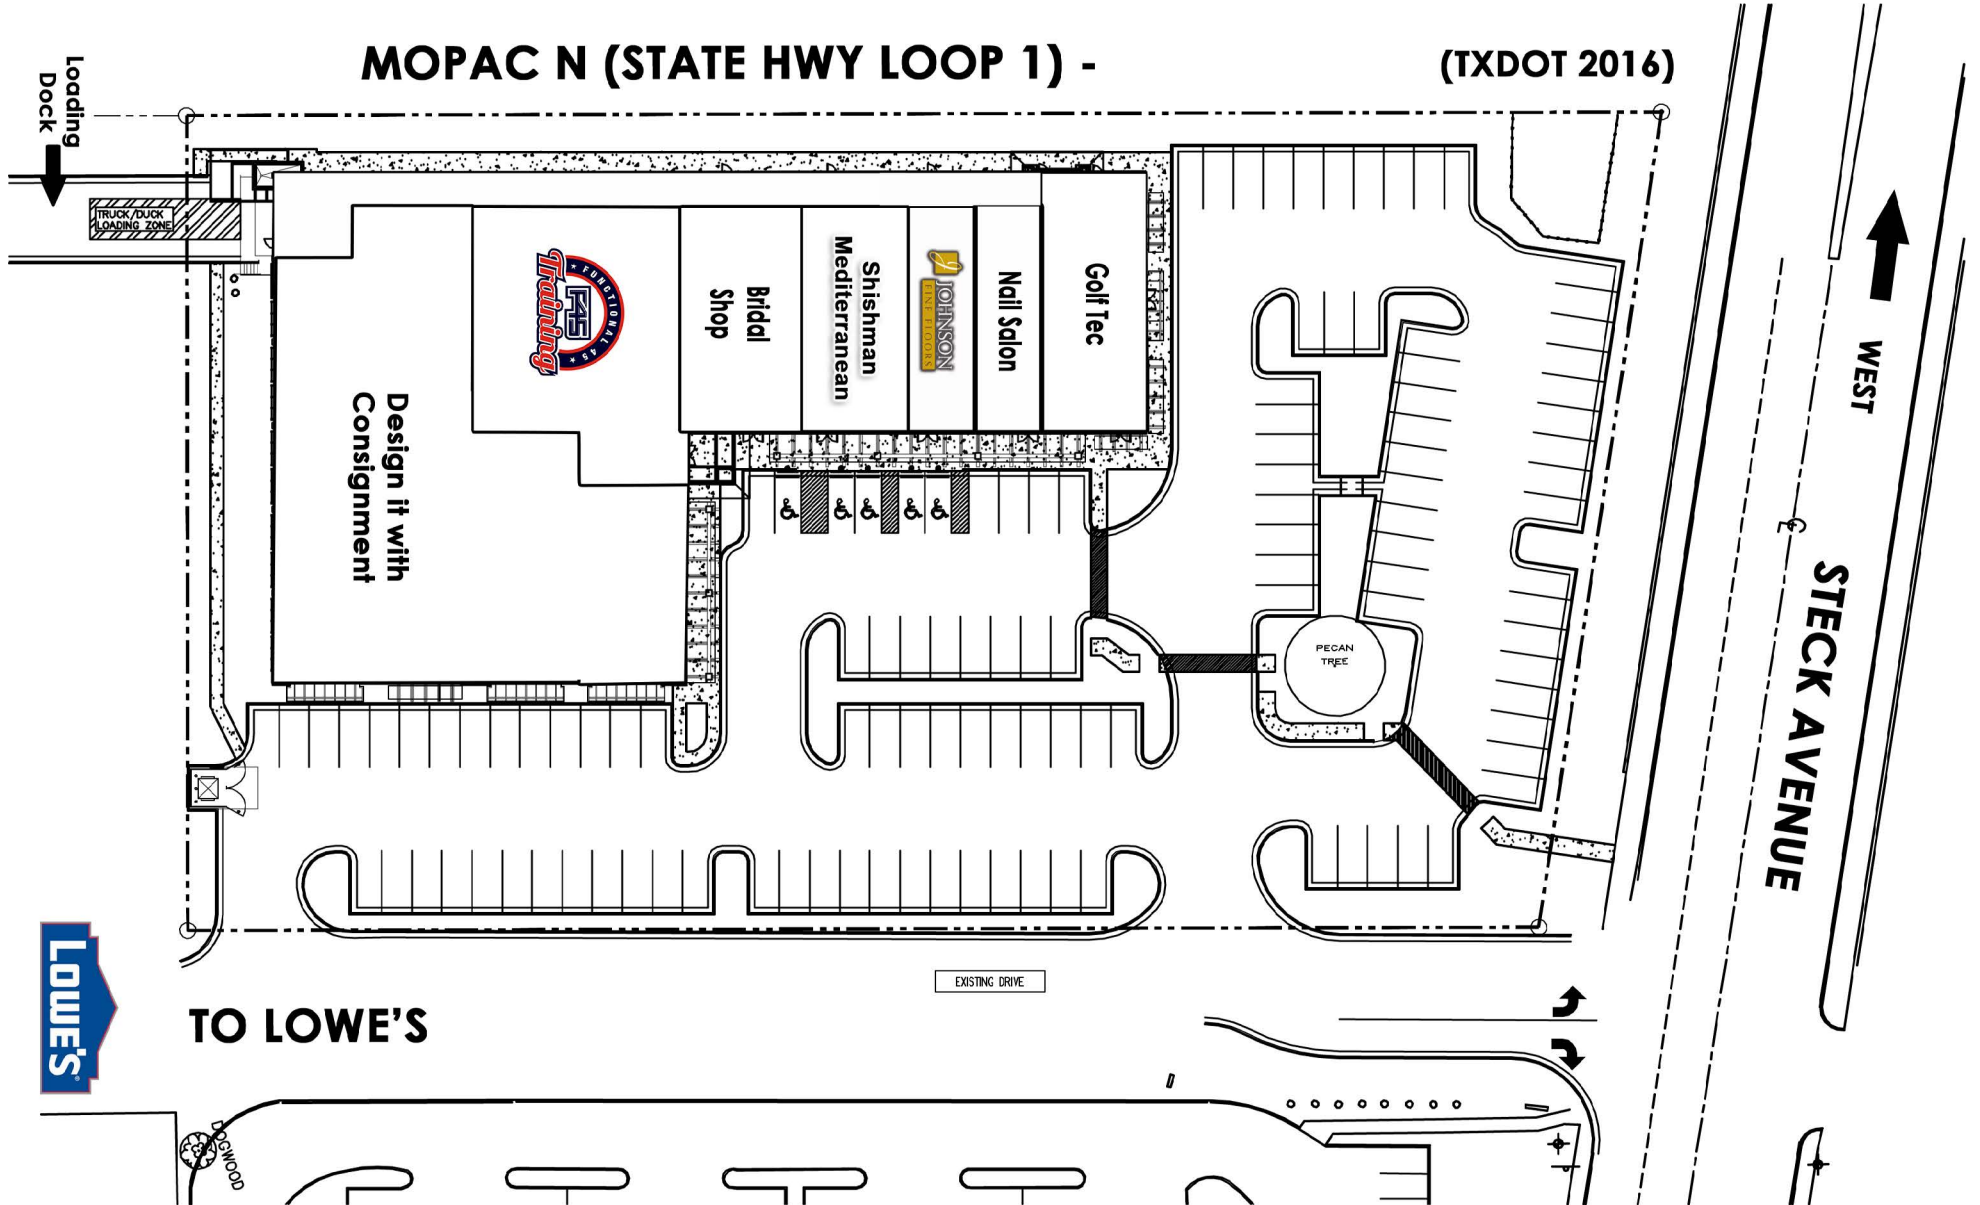 MOPAC N (STATE HWY LOOP 1) -
(TXDOT 2016)
Loading
Dock
TRUCK/DUCK
LOADING ZONE
FUNCTIONAL 45
F45
Training
Bridal
Shop
Shishman
Mediterranean
JOHNSON
FINE FLOORS
Nail Salon
Golf Tec
Design it with
Consignment
WEST
STECK AVENUE
PECAN
TREE
EXISTING DRIVE
LOWE'S
TO LOWE'S
DOGWOOD